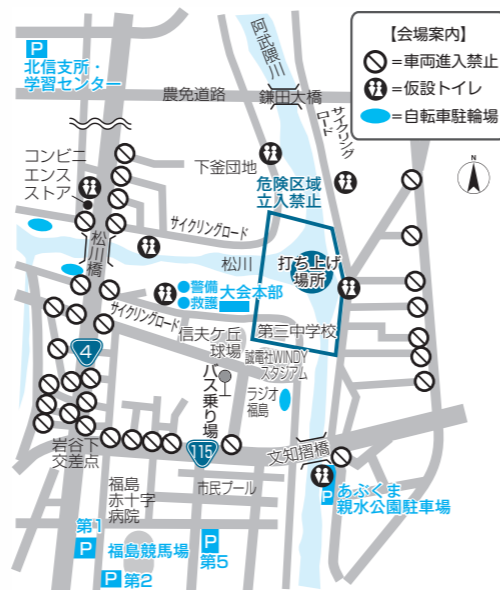 【会場案内】
=車両進入禁止
=仮設トイレ
=自転車駐輪場
P
北信支所・
学習センター
阿武隈川
農免道路
鎌田大橋
サイクリング
ロード
N
コンビニ
エンス
ストア
下釜団地
危険区域
立入禁止
サイクリングロード
松川橋
松川
打ち上げ
場所
警備
救護
大会本部
サイクリングロード
信夫ケ丘
球場
第三中学校
誠電社WINDY
スタジアム
4
バス乗り場
ラジオ
福島
岩谷下
交差点
115
文知摺橋
福島
赤十字
病院
市民プール
P
あぶくま
親水公園駐車場
第1
P
福島競馬場
P
第2
P
第5